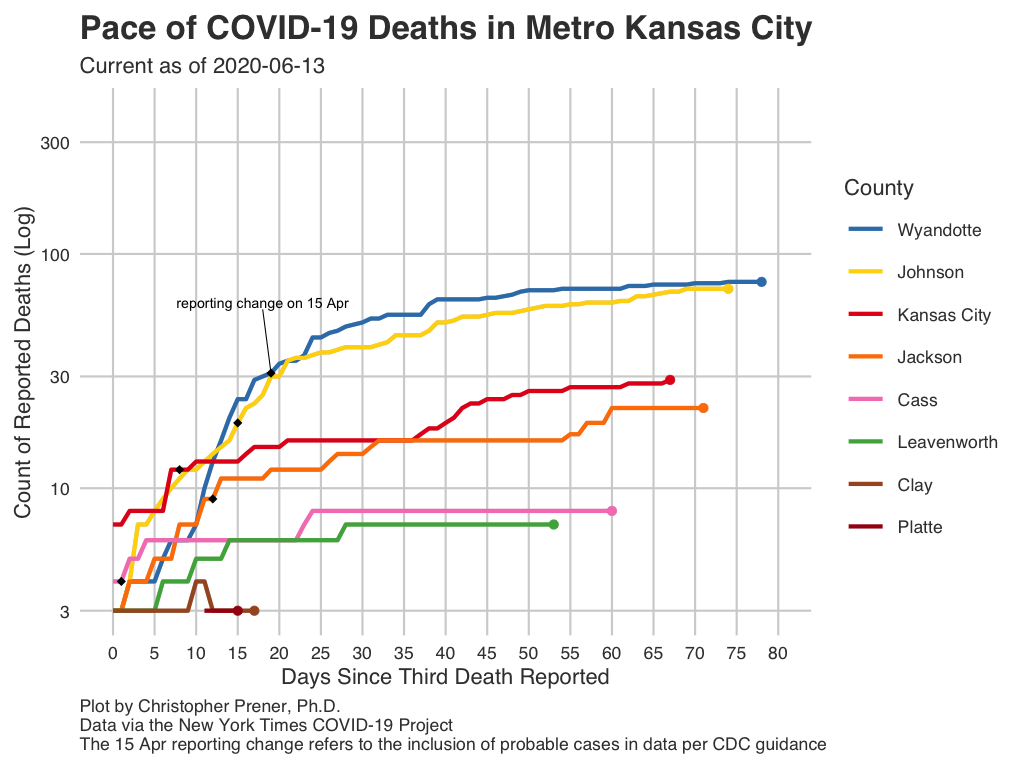 Pace of COVID-19 Deaths in Metro Kansas City
Current as of 2020-06-13
Count of Reported Deaths (Log)
300
100
30
10
3
reporting change on 15 Apr
0 5 10 15 20 25 30 35 40 45 50 55 60 65 70 75 80
Days Since Third Death Reported
County
Wyandotte
Johnson
Kansas City
Jackson
Cass
Leavenworth
Clay
Platte
Plot by Christopher Prener, Ph.D.
Data via the New York Times COVID-19 Project
The 15 Apr reporting change refers to the inclusion of probable cases in data per CDC guidance